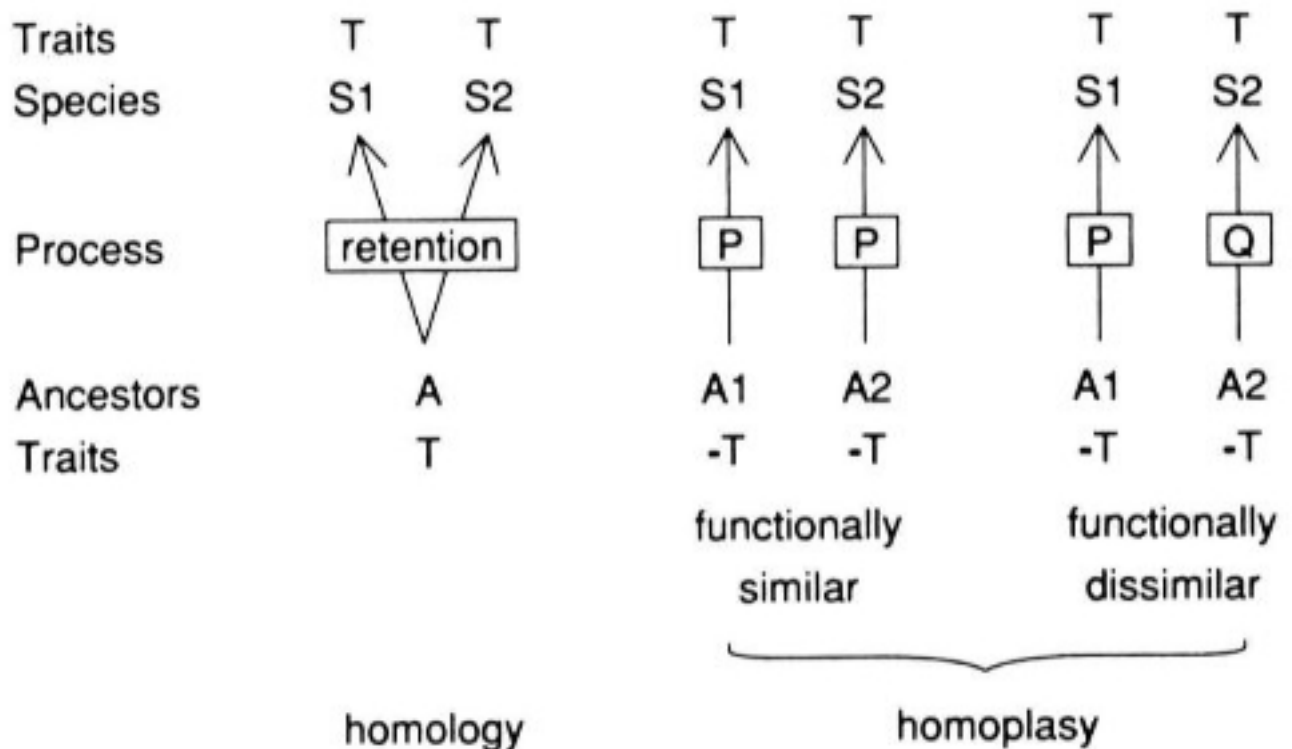 Traits T T T T T T
Species S1 S2 S1 S2 S1 S2
Process retention P P P Q
Ancestors A A1 A2 A1 A2
Traits T -T -T -T -T
functionally functionally
similar dissimilar
homology homoplasy